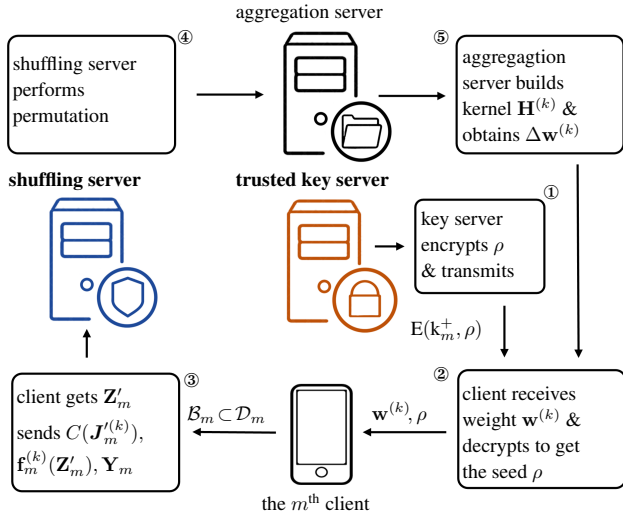 aggregation server
④
shuffling server
performs
permutation
⑤
aggregagtion
server builds
kernel H^(k) &
obtains Δw^(k)
shuffling server
trusted key server
①
key server
encrypts ρ
& transmits
E(k_m^+, ρ)
②
client receives
weight w^(k) &
decrypts to get
the seed ρ
w^(k), ρ
the m^th client
B_m ⊂ D_m
③
client gets Z'_m
sends C(J'_m^(k)),
f_m^(k)(Z'_m), Y_m